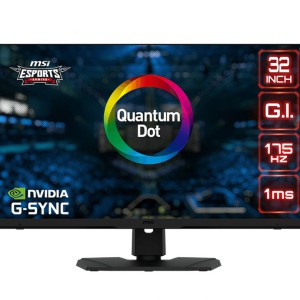 msi
ESPORTS
GAMING
Quantum
Dot
NVIDIA
G-SYNC
32
INCH
G.I.
175
HZ
1ms